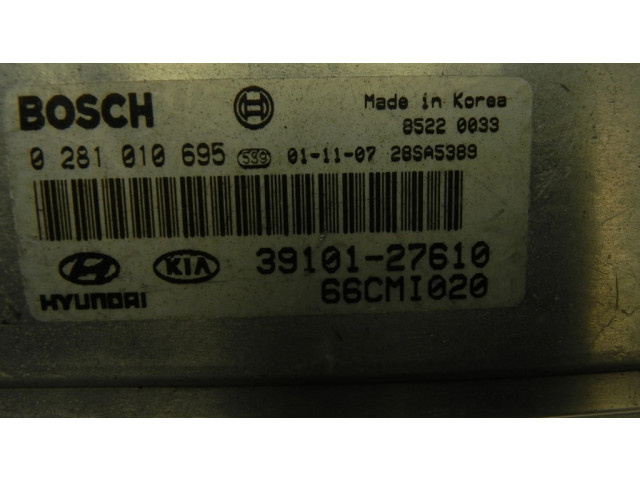 BOSCH
Made in Korea
8522 0033
0 281 010 695 539 01-11-07 28SA5389
HYUNDAI
KIA
39101-27610
66CMI020